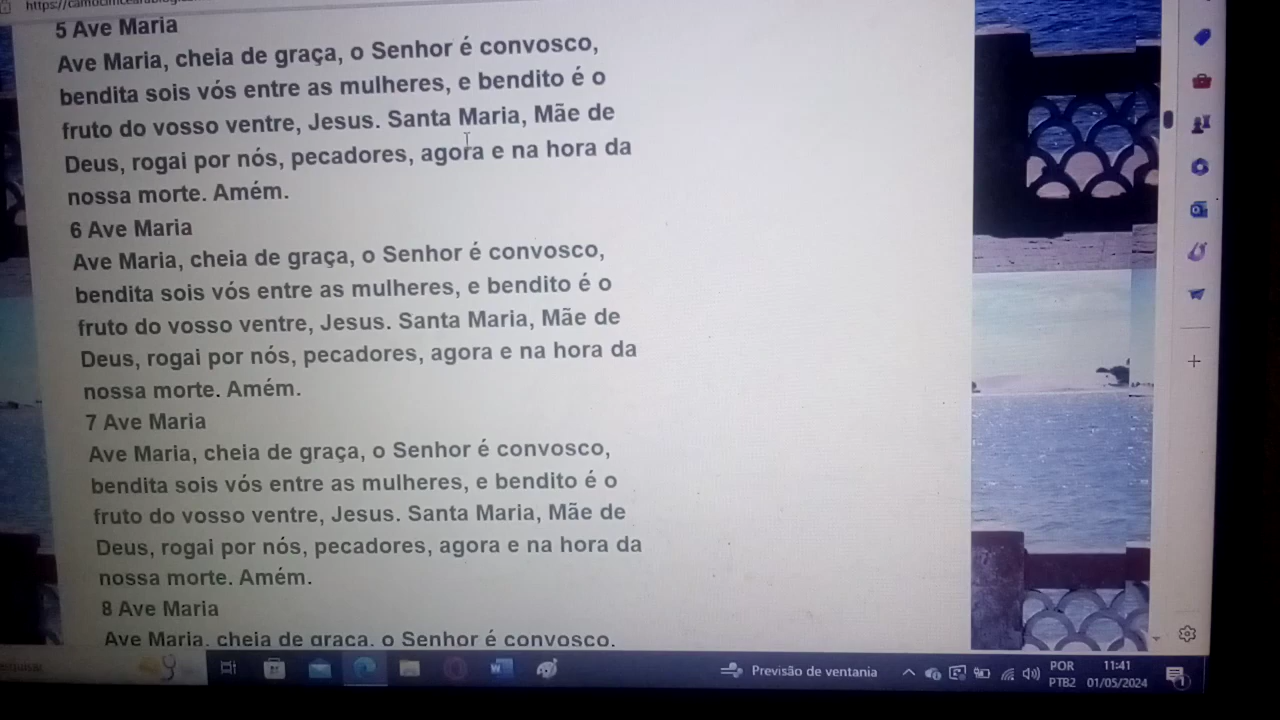 5 Ave Maria
Ave Maria, cheia de graça, o Senhor é convosco,
bendita sois vós entre as mulheres, e bendito é o
fruto do vosso ventre, Jesus. Santa Maria, Mãe de
Deus, rogai por nós, pecadores, agora e na hora da
nossa morte. Amém.
6 Ave Maria
Ave Maria, cheia de graça, o Senhor é convosco,
bendita sois vós entre as mulheres, e bendito é o
fruto do vosso ventre, Jesus. Santa Maria, Mãe de
Deus, rogai por nós, pecadores, agora e na hora da
nossa morte. Amém.
7 Ave Maria
Ave Maria, cheia de graça, o Senhor é convosco,
bendita sois vós entre as mulheres, e bendito é o
fruto do vosso ventre, Jesus. Santa Maria, Mãe de
Deus, rogai por nós, pecadores, agora e na hora da
nossa morte. Amém.
8 Ave Maria
Ave Maria, cheia de graça, o Senhor é convosco,
Previsão de ventania
POR 11:41
PTB2 01/05/2024